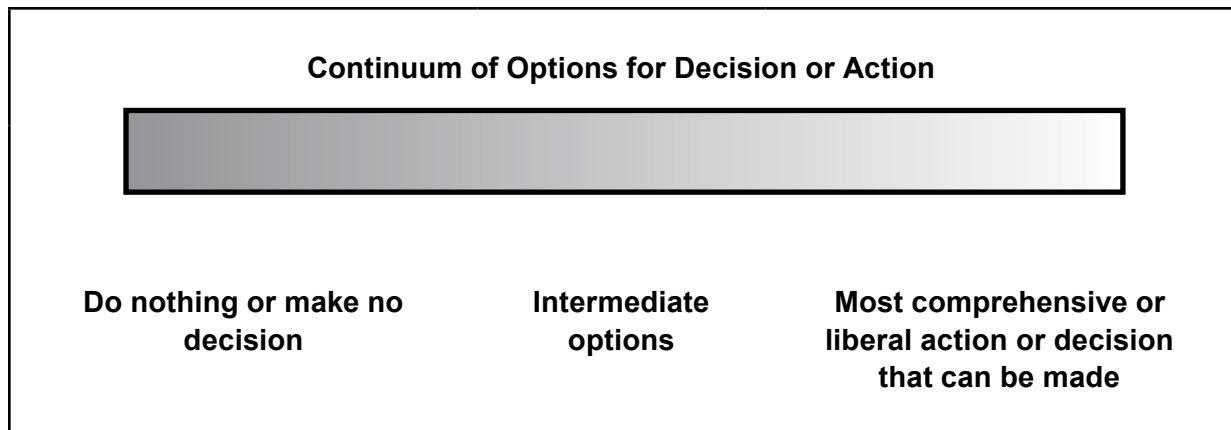 Continuum of Options for Decision or Action
Do nothing or make no
decision
Intermediate
options
Most comprehensive or
liberal action or decision
that can be made